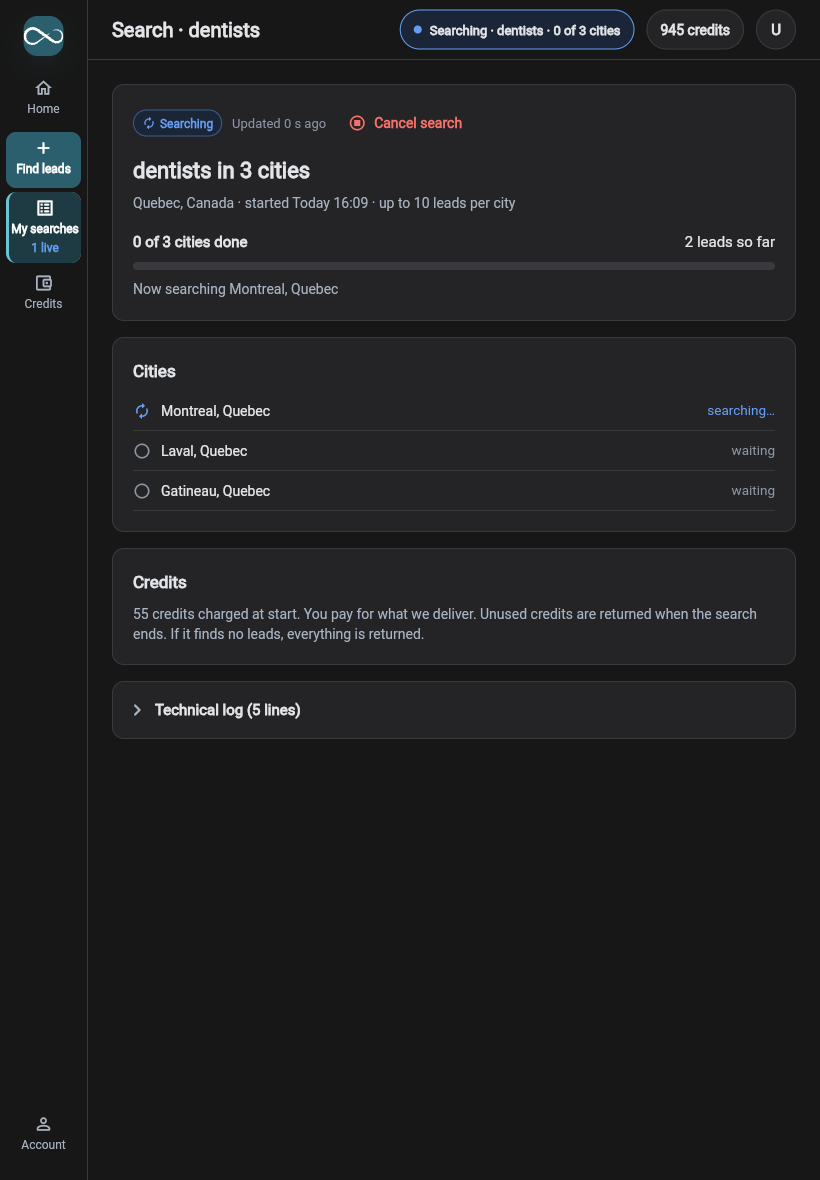 Search · dentists
Searching · dentists · 0 of 3 cities
945 credits
U
Home
Find leads
My searches
1 live
Credits
Account
Searching
Updated 0 s ago
Cancel search
dentists in 3 cities
Quebec, Canada · started Today 16:09 · up to 10 leads per city
0 of 3 cities done
2 leads so far
Now searching Montreal, Quebec
Cities
Montreal, Quebec
searching…
Laval, Quebec
waiting
Gatineau, Quebec
waiting
Credits
55 credits charged at start. You pay for what we deliver. Unused credits are returned when the search
ends. If it finds no leads, everything is returned.
Technical log (5 lines)